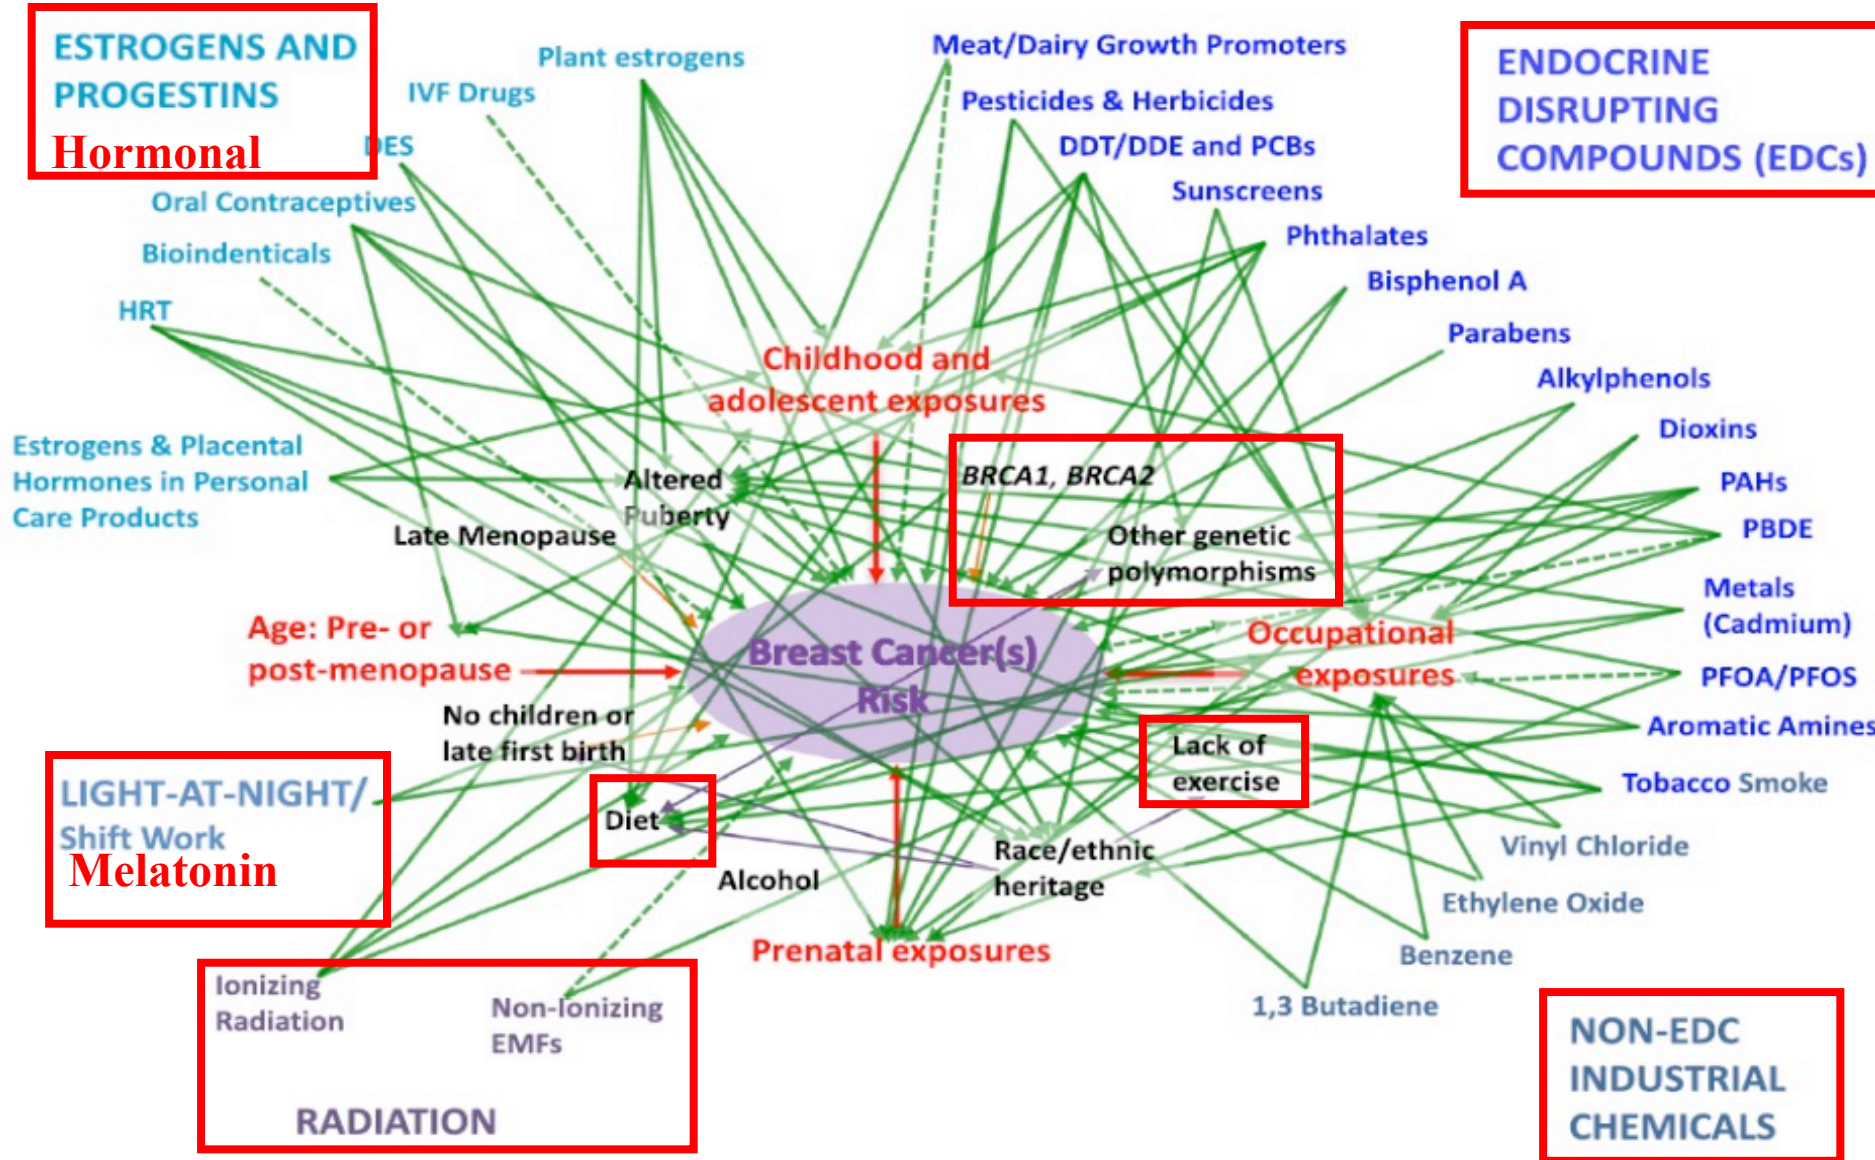 ESTROGENS AND
PROGESTINS
Hormonal
DES
IVF Drugs
Plant estrogens
Oral Contraceptives
Bioindenticals
HRT
Estrogens & Placental
Hormones in Personal
Care Products
Meat/Dairy Growth Promoters
Pesticides & Herbicides
DDT/DDE and PCBs
Sunscreens
Phthalates
Bisphenol A
Parabens
Alkylphenols
Dioxins
PAHs
PBDE
Metals
(Cadmium)
PFOA/PFOS
Aromatic Amines
Tobacco Smoke
Vinyl Chloride
Ethylene Oxide
Benzene
1,3 Butadiene
ENDOCRINE
DISRUPTING
COMPOUNDS (EDCs)
Childhood and
adolescent exposures
Altered
Puberty
Late Menopause
BRCA1, BRCA2
Other genetic
polymorphisms
Age: Pre- or
post-menopause
Breast Cancer(s)
Risk
Occupational
exposures
No children or
late first birth
Lack of
exercise
Diet
Alcohol
Race/ethnic
heritage
Prenatal exposures
LIGHT-AT-NIGHT/
Shift Work
Melatonin
Ionizing
Radiation
Non-Ionizing
EMFs
RADIATION
NON-EDC
INDUSTRIAL
CHEMICALS